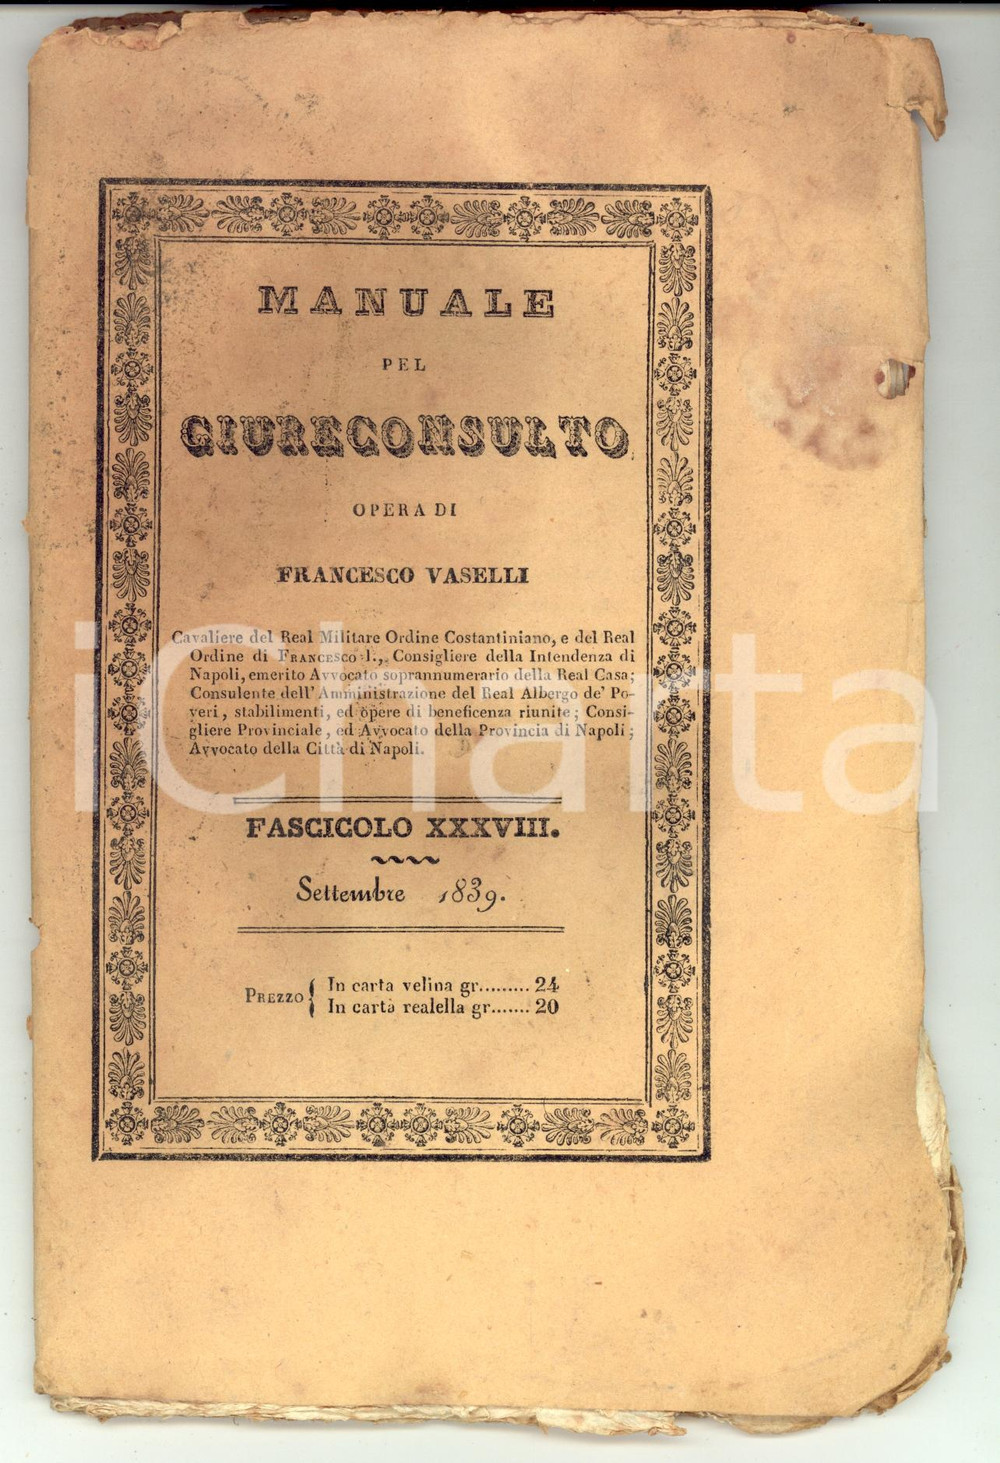 MANUALE
PEL
GIURECONSULTO
OPERA DI
FRANCESCO VASELLI
Cavaliere del Real Militare Ordine Costantiniano, e del Real
Ordine di Francesco I., Consigliere della Intendenza di
Napoli, emerito Avvocato soprannumerario della Real Casa;
Consulente dell' Amministrazione del Real Albergo de' Po-
veri, stabilimenti, ed opere di beneficenza riunite; Consi-
gliere Provinciale, ed Avvocato della Provincia di Napoli;
Avvocato della Città di Napoli.
FASCICOLO XXXVIII.
Settembre 1839.
Prezzo { In carta velina gr......... 24
In carta realella gr....... 20
iCharta